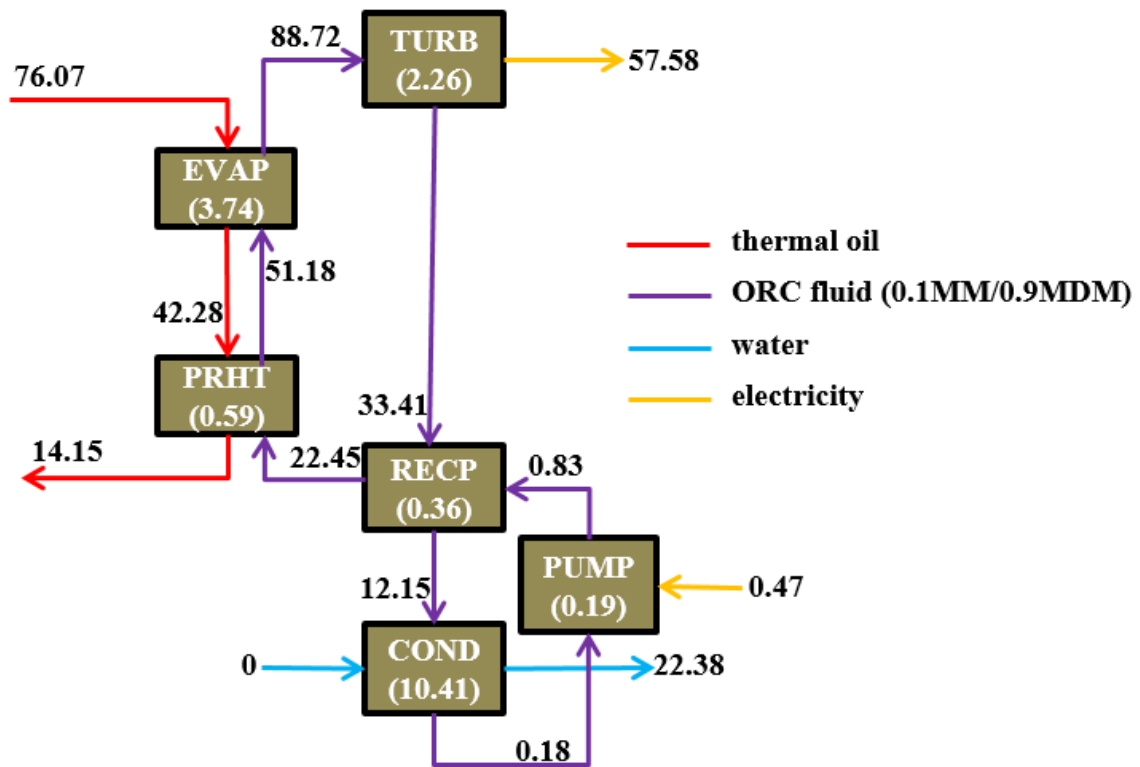 88.72
TURB
(2.26)
57.58
76.07
EVAP
(3.74)
51.18
42.28
thermal oil
ORC fluid (0.1MM/0.9MDM)
water
electricity
PRHT
(0.59)
33.41
14.15
22.45
RECP
(0.36)
0.83
12.15
PUMP
(0.19)
0.47
0
COND
(10.41)
22.38
0.18